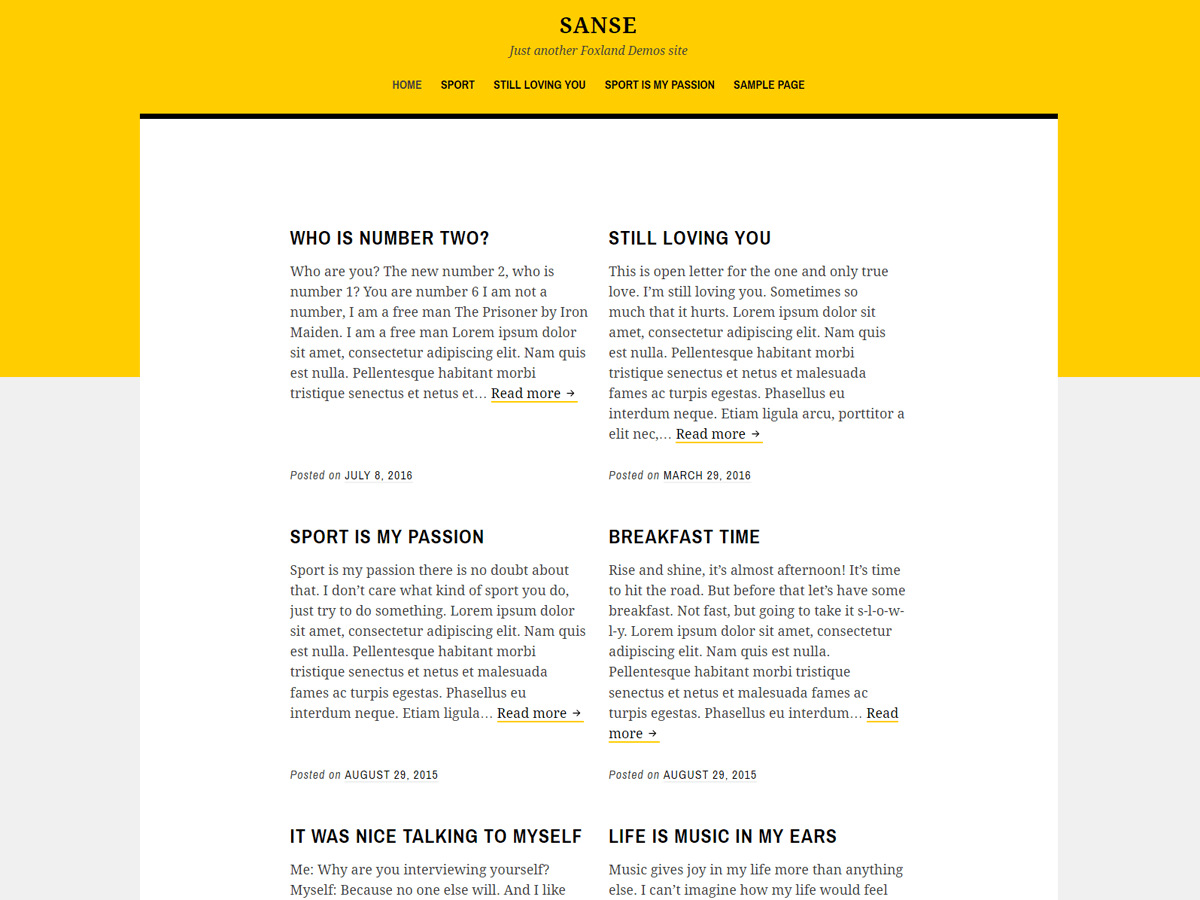 SANSE
Just another Foxland Demos site
HOME SPORT STILL LOVING YOU SPORT IS MY PASSION SAMPLE PAGE
WHO IS NUMBER TWO?
Who are you? The new number 2, who is
number 1? You are number 6 I am not a
number, I am a free man The Prisoner by Iron
Maiden. I am a free man Lorem ipsum dolor
sit amet, consectetur adipiscing elit. Nam quis
est nulla. Pellentesque habitant morbi
tristique senectus et netus et… Read more →
Posted on JULY 8, 2016
STILL LOVING YOU
This is open letter for the one and only true
love. I’m still loving you. Sometimes so
much that it hurts. Lorem ipsum dolor sit
amet, consectetur adipiscing elit. Nam quis
est nulla. Pellentesque habitant morbi
tristique senectus et netus et malesuada
fames ac turpis egestas. Phasellus eu
interdum neque. Etiam ligula arcu, porttitor a
elit nec,… Read more →
Posted on MARCH 29, 2016
SPORT IS MY PASSION
Sport is my passion there is no doubt about
that. I don’t care what kind of sport you do,
just try to do something. Lorem ipsum dolor
sit amet, consectetur adipiscing elit. Nam quis
est nulla. Pellentesque habitant morbi
tristique senectus et netus et malesuada
fames ac turpis egestas. Phasellus eu
interdum neque. Etiam ligula… Read more →
Posted on AUGUST 29, 2015
BREAKFAST TIME
Rise and shine, it’s almost afternoon! It’s time
to hit the road. But before that let’s have some
breakfast. Not fast, but going to take it s-l-o-w-
l-y. Lorem ipsum dolor sit amet, consectetur
adipiscing elit. Nam quis est nulla.
Pellentesque habitant morbi tristique
senectus et netus et malesuada fames ac
turpis egestas. Phasellus eu interdum… Read
more →
Posted on AUGUST 29, 2015
IT WAS NICE TALKING TO MYSELF
Me: Why are you interviewing yourself?
Myself: Because no one else will. And I like
LIFE IS MUSIC IN MY EARS
Music gives joy in my life more than anything
else. I can’t imagine how my life would feel